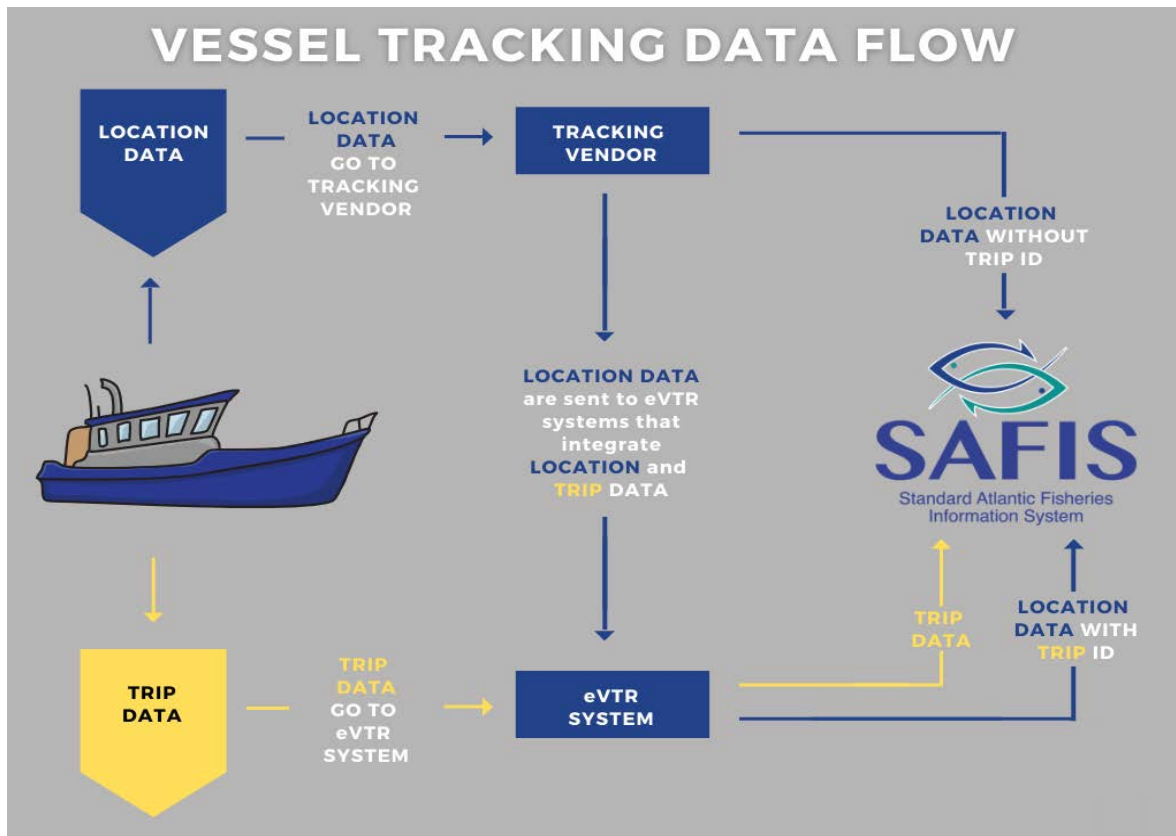 VESSEL TRACKING DATA FLOW
LOCATION
DATA
LOCATION
DATA
GO TO
TRACKING
VENDOR
TRACKING
VENDOR
LOCATION
DATA WITHOUT
TRIP ID
LOCATION DATA
are sent to eVTR
systems that
integrate
LOCATION and
TRIP DATA
SAFIS
Standard Atlantic Fisheries
Information System
TRIP
DATA
TRIP
DATA
GO TO
eVTR
SYSTEM
eVTR
SYSTEM
TRIP
DATA
LOCATION
DATA WITH
TRIP ID